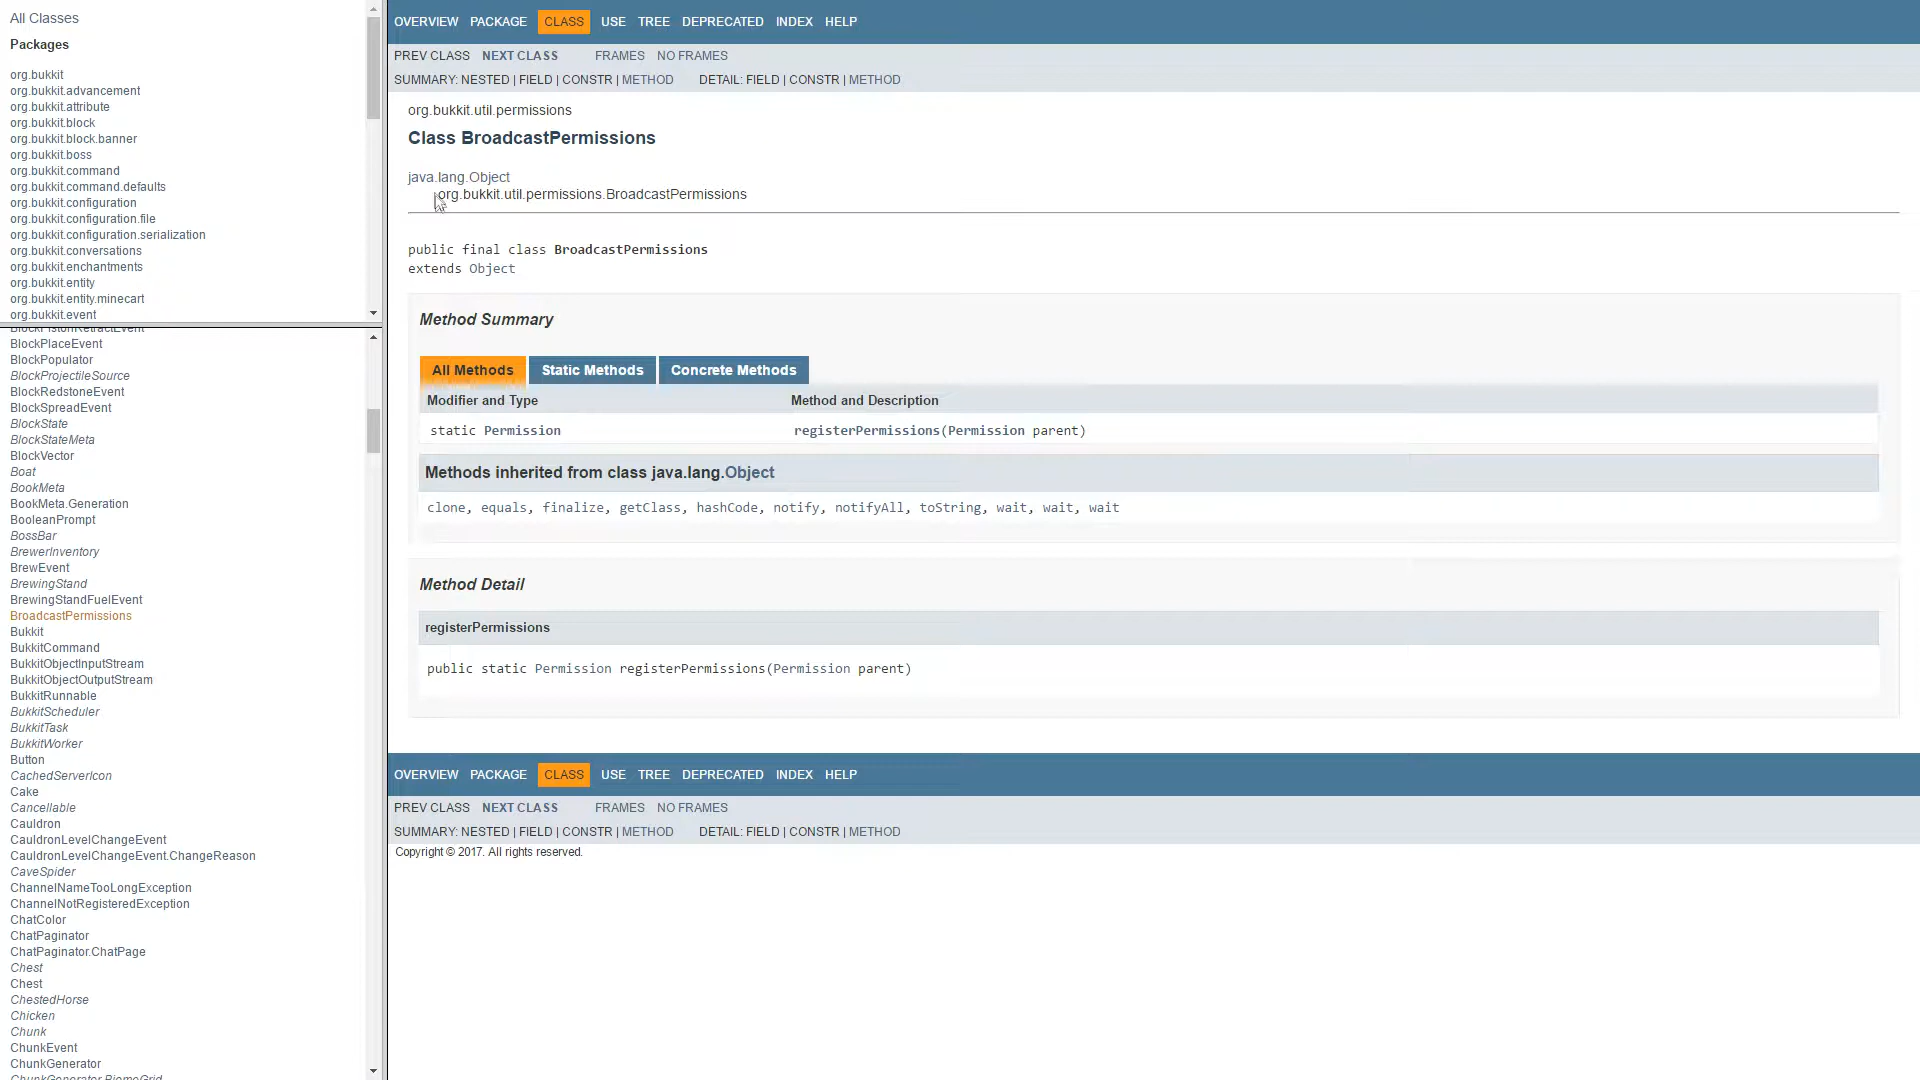 All Classes
Packages
org.bukkit
org.bukkit.advancement
org.bukkit.attribute
org.bukkit.block
org.bukkit.block.banner
org.bukkit.boss
org.bukkit.command
org.bukkit.command.defaults
org.bukkit.configuration
org.bukkit.configuration.file
org.bukkit.configuration.serialization
org.bukkit.conversations
org.bukkit.enchantments
org.bukkit.entity
org.bukkit.entity.minecart
org.bukkit.event
BlockPistonRetractEvent
BlockPlaceEvent
BlockPopulator
BlockProjectileSource
BlockRedstoneEvent
BlockSpreadEvent
BlockState
BlockStateMeta
BlockVector
Boat
BookMeta
BookMeta.Generation
BooleanPrompt
BossBar
BrewerInventory
BrewEvent
BrewingStand
BrewingStandFuelEvent
BroadcastPermissions
Bukkit
BukkitCommand
BukkitObjectInputStream
BukkitObjectOutputStream
BukkitRunnable
BukkitScheduler
BukkitTask
BukkitWorker
Button
CachedServerIcon
Cake
Cancellable
Cauldron
CauldronLevelChangeEvent
CauldronLevelChangeEvent.ChangeReason
CaveSpider
ChannelNameTooLongException
ChannelNotRegisteredException
ChatColor
ChatPaginator
ChatPaginator.ChatPage
Chest
Chest
ChestedHorse
Chicken
Chunk
ChunkEvent
ChunkGenerator
ChunkGenerator.BiomeGrid
OVERVIEW PACKAGE CLASS USE TREE DEPRECATED INDEX HELP
PREV CLASS NEXT CLASS FRAMES NO FRAMES
SUMMARY: NESTED | FIELD | CONSTR | METHOD DETAIL: FIELD | CONSTR | METHOD
org.bukkit.util.permissions
Class BroadcastPermissions
java.lang.Object
org.bukkit.util.permissions.BroadcastPermissions
public final class BroadcastPermissions
extends Object
Method Summary
All Methods Static Methods Concrete Methods
Modifier and Type Method and Description
static Permission registerPermissions(Permission parent)
Methods inherited from class java.lang.Object
clone, equals, finalize, getClass, hashCode, notify, notifyAll, toString, wait, wait, wait
Method Detail
registerPermissions
public static Permission registerPermissions(Permission parent)
OVERVIEW PACKAGE CLASS USE TREE DEPRECATED INDEX HELP
PREV CLASS NEXT CLASS FRAMES NO FRAMES
SUMMARY: NESTED | FIELD | CONSTR | METHOD DETAIL: FIELD | CONSTR | METHOD
Copyright © 2017. All rights reserved.